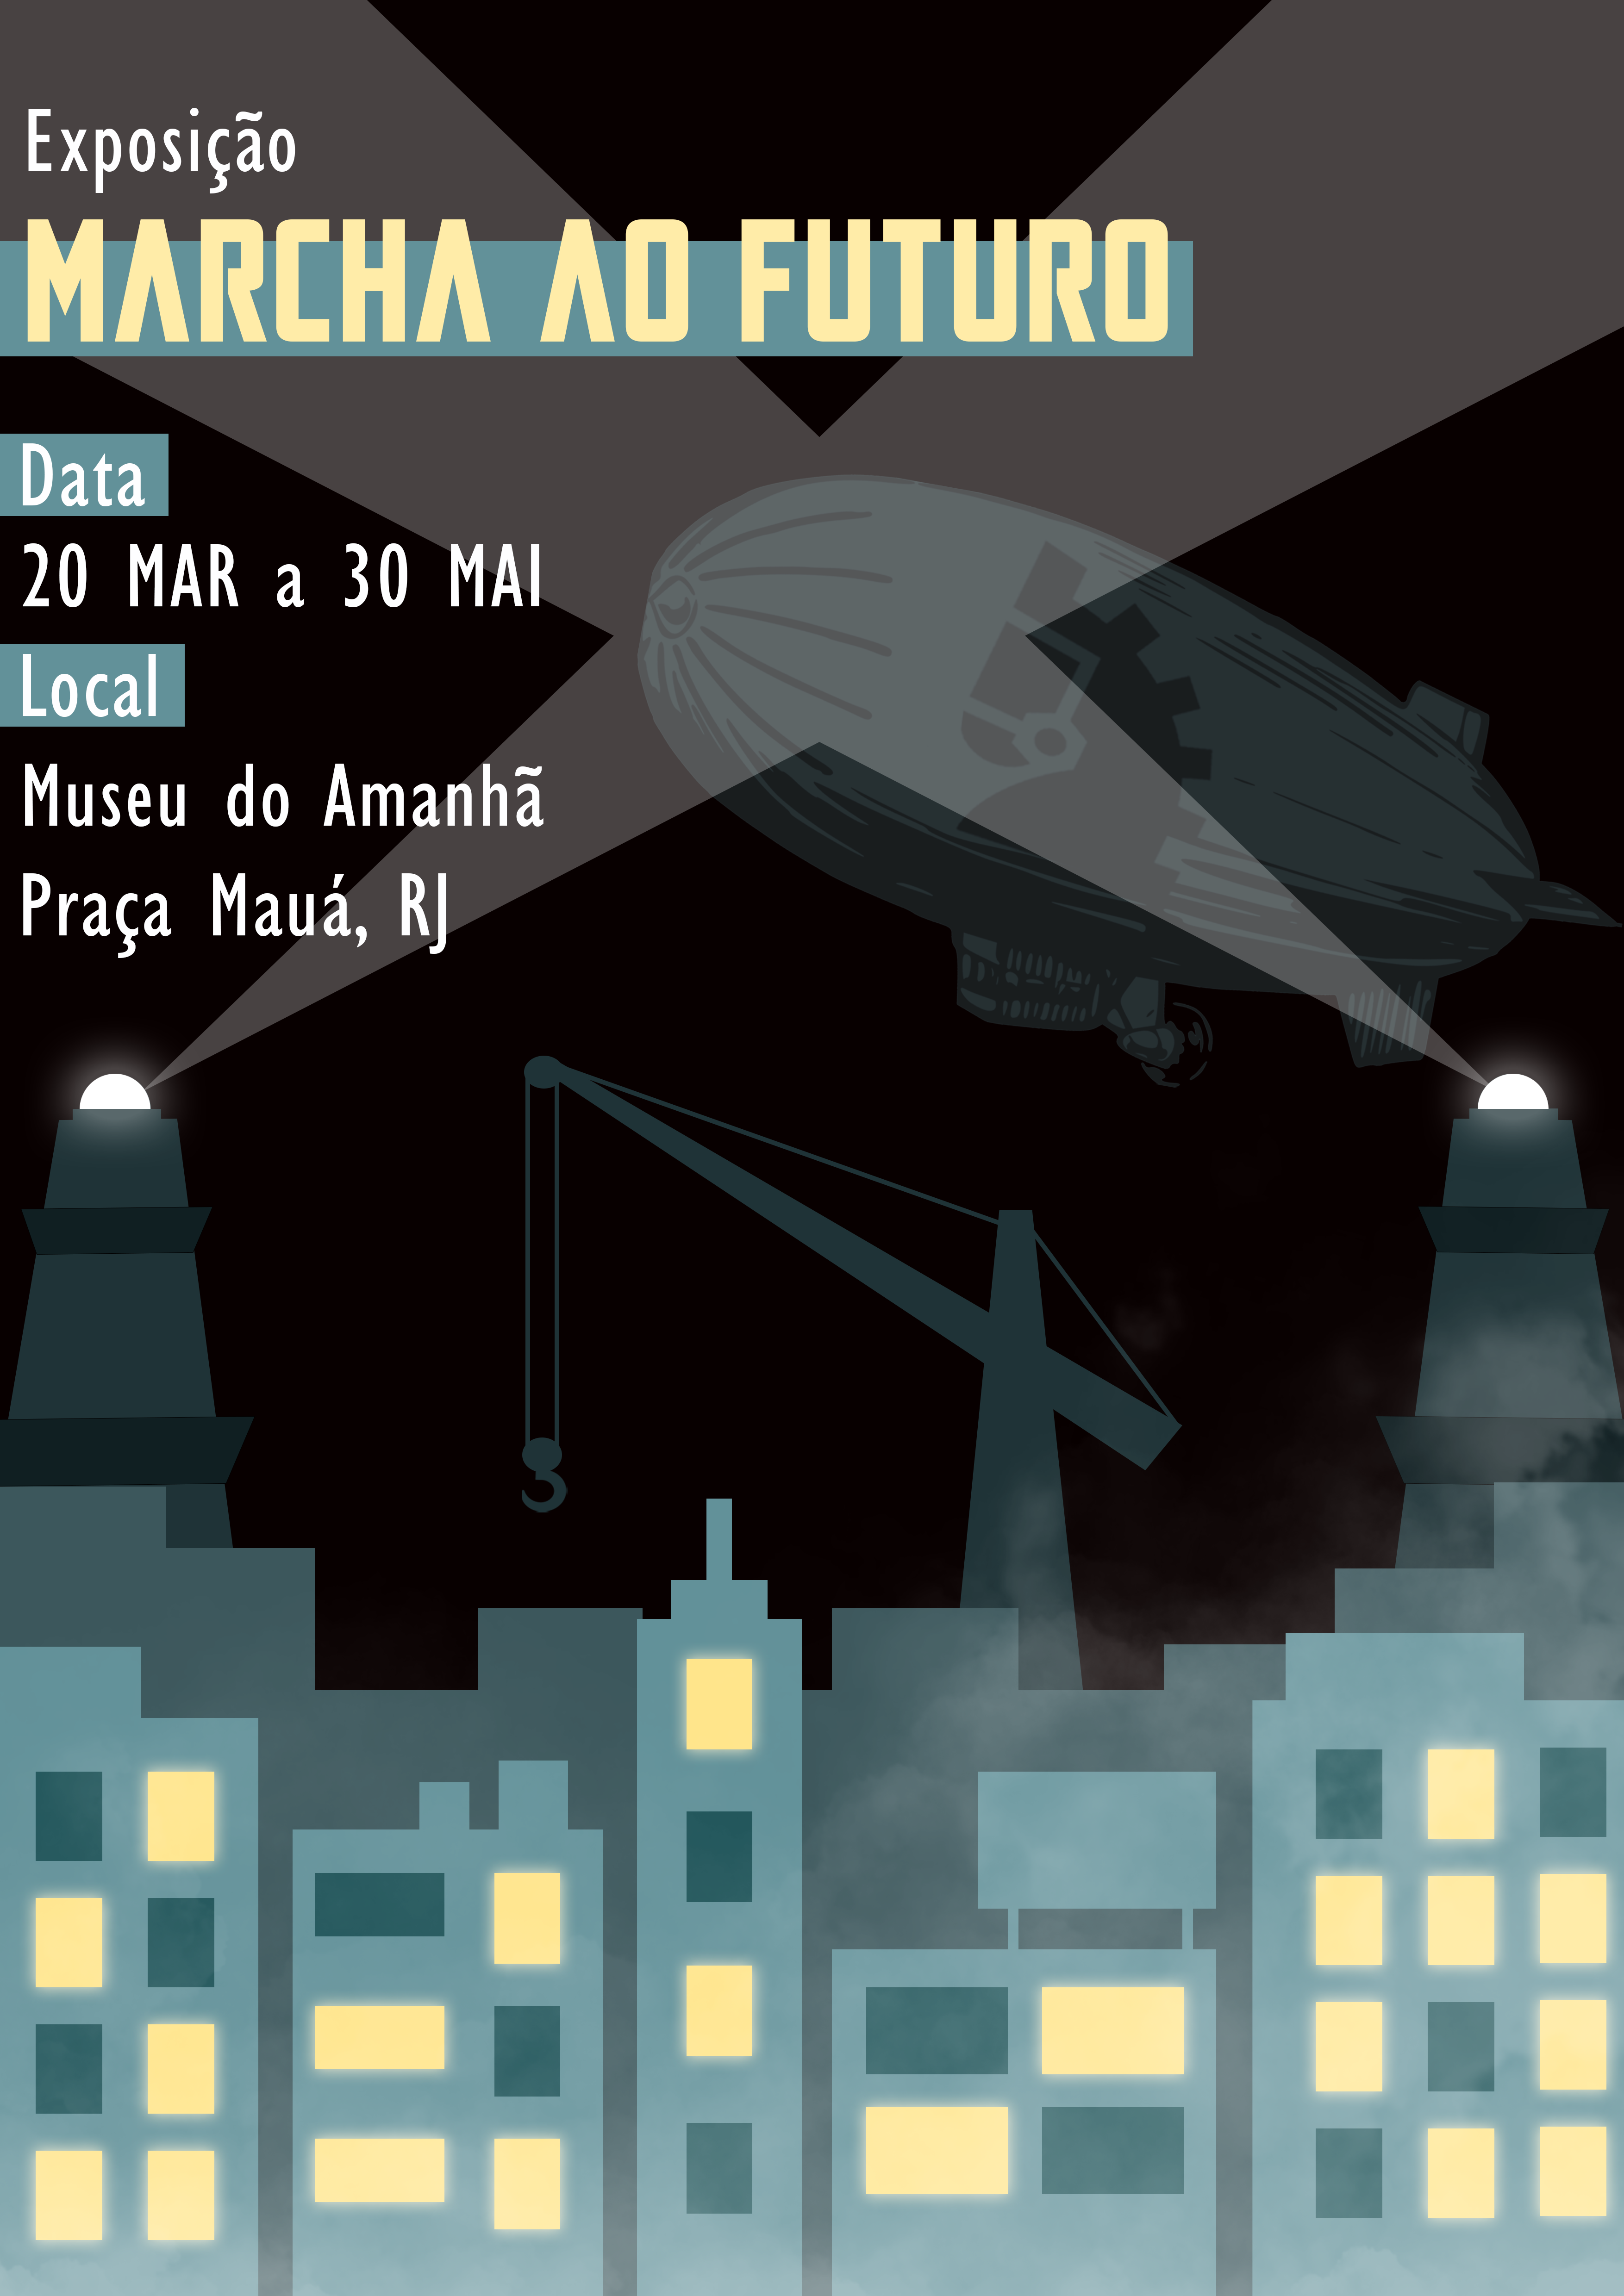 Exposição
MARCHA AO FUTURO
Data
20 MAR a 30 MAI
Local
Museu do Amanhã
Praça Mauá, RJ